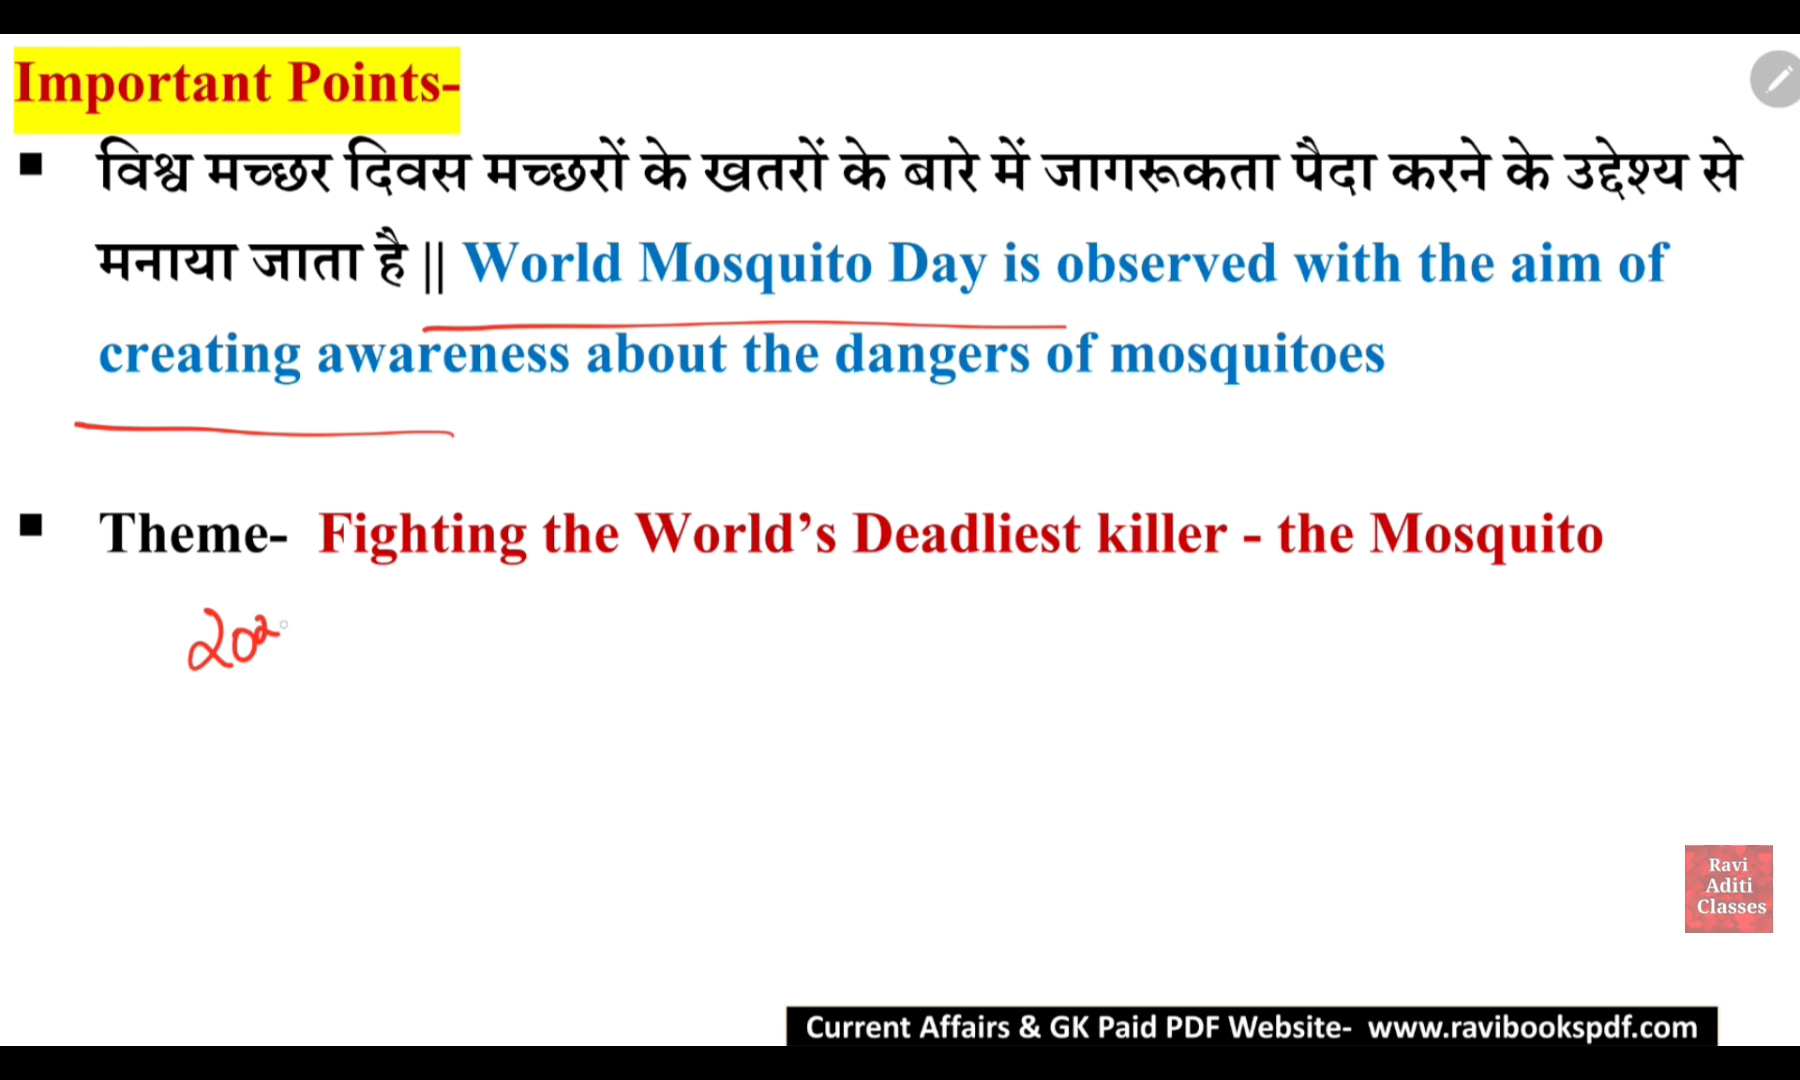 Important Points-
▪ विश्व मच्छर दिवस मच्छरों के खतरों के बारे में जागरूकता पैदा करने के उद्देश्य से
मनाया जाता है || World Mosquito Day is observed with the aim of
creating awareness about the dangers of mosquitoes
▪ Theme- Fighting the World’s Deadliest killer - the Mosquito
202
Ravi
Aditi
Classes
Current Affairs & GK Paid PDF Website- www.ravibookspdf.com